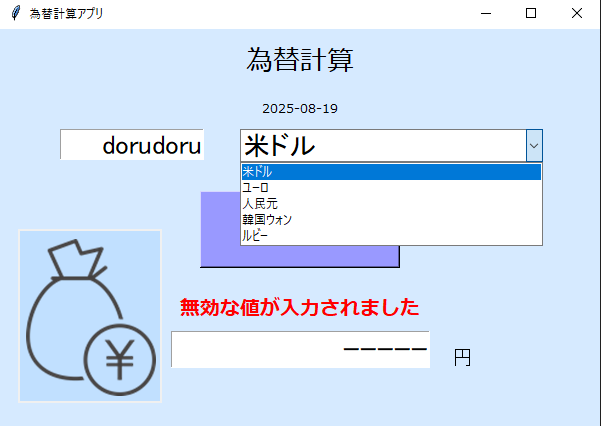 為替計算アプリ
為替計算
2025-08-19
dorudoru
米ドル
米ドル
ユーロ
人民元
韓国ウォン
ルピー
無効な値が入力されました
ーーーーー
円
¥